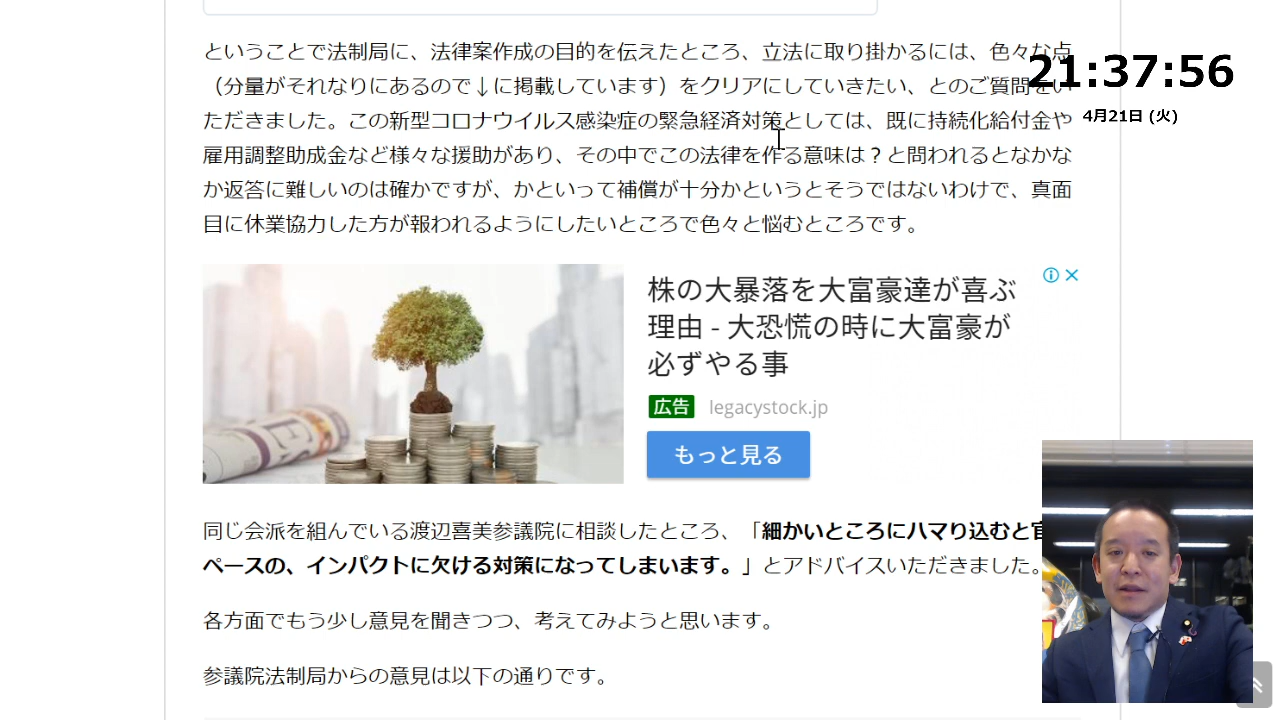 ということで法制局に、法律案作成の目的を伝えたところ、立法に取り掛かるには、色々な点
（分量がそれなりにあるので↓に掲載しています）をクリアにしていきたい、とのご質問をい
ただきました。この新型コロナウイルス感染症の緊急経済対策としては、既に持続化給付金や
雇用調整助成金など様々な援助があり、その中でこの法律を作る意味は？と問われるとなかな
か返答に難しいのは確かですが、かといって補償が十分かというとそうではないわけで、真面
目に休業協力した方が報われるようにしたいところで色々と悩むところです。
21:37:56
4月21日 (火)
株の大暴落を大富豪達が喜ぶ
理由 - 大恐慌の時に大富豪が
必ずやる事
広告 legacystock.jp
もっと見る
同じ会派を組んでいる渡辺喜美参議院に相談したところ、「細かいところにハマり込むと
ペースの、インパクトに欠ける対策になってしまいます。」とアドバイスいただきました。
各方面でもう少し意見を聞きつつ、考えてみようと思います。
参議院法制局からの意見は以下の通りです。